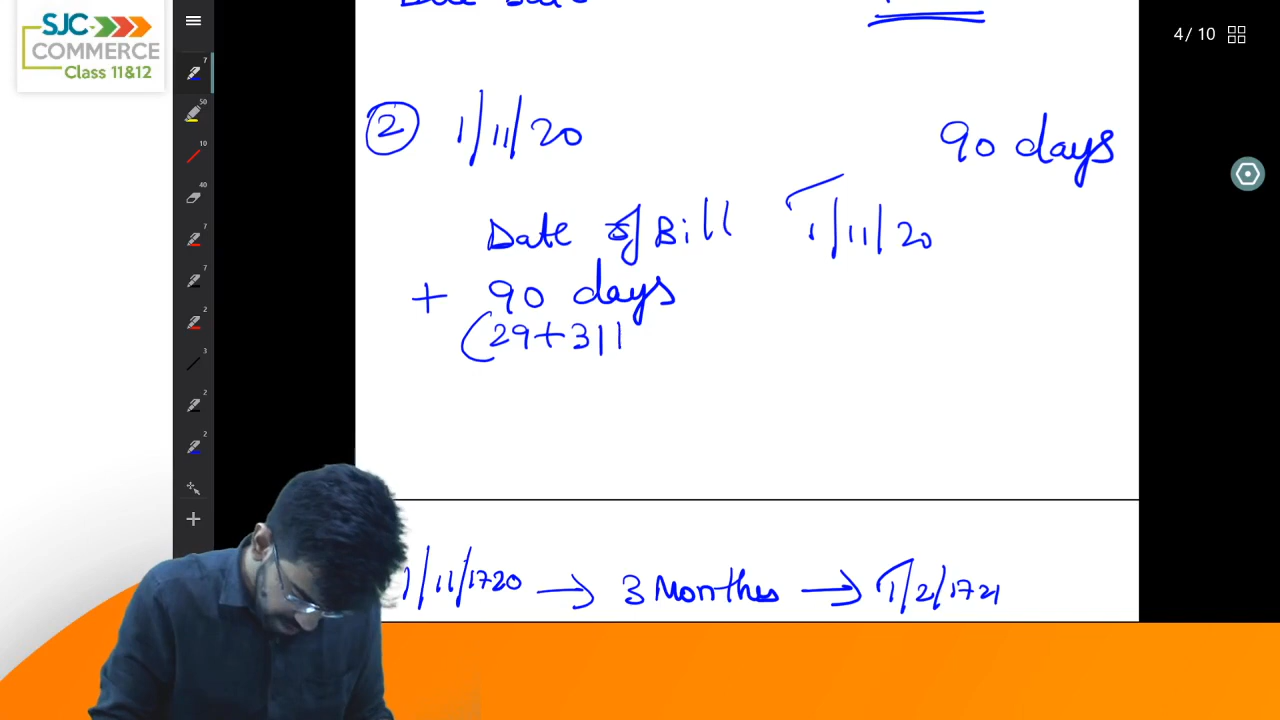 SJC
COMMERCE
Class 11&12
4 / 10
② 1/11/20
90 days
Date of Bill 1/11/20
+ 90 days
(29+31
1/11/1720 → 3 Months → 1/2/1721